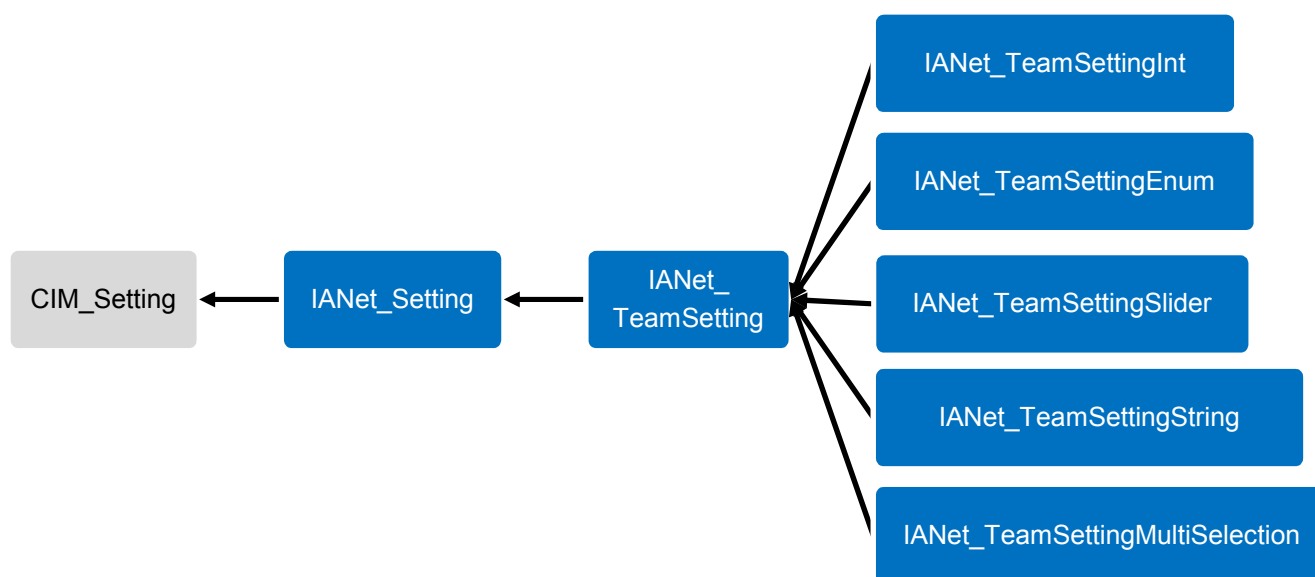 IANet_TeamSettingInt
IANet_TeamSettingEnum
CIM_Setting
IANet_Setting
IANet_
TeamSetting
IANet_TeamSettingSlider
IANet_TeamSettingString
IANet_TeamSettingMultiSelection